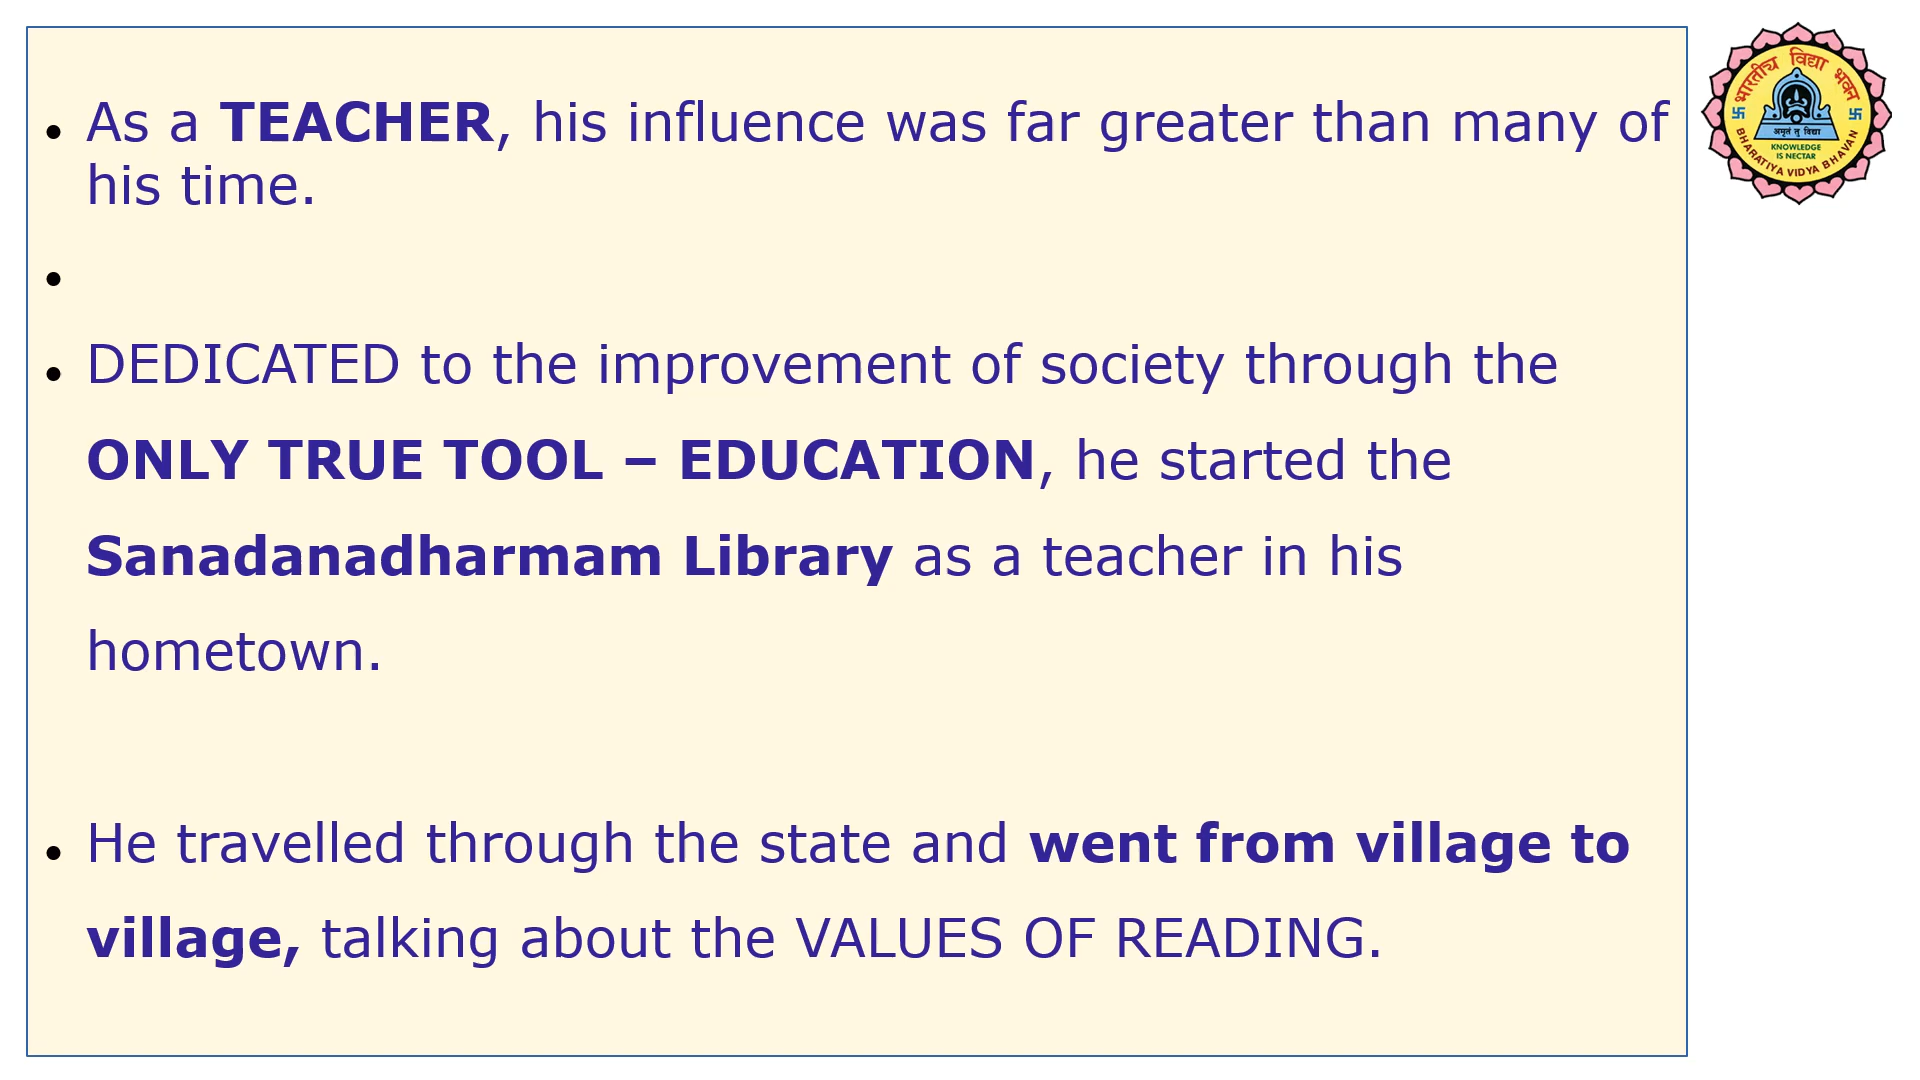 • As a TEACHER, his influence was far greater than many of
his time.
•
• DEDICATED to the improvement of society through the
ONLY TRUE TOOL – EDUCATION, he started the
Sanadanadharmam Library as a teacher in his
hometown.
• He travelled through the state and went from village to
village, talking about the VALUES OF READING.
भारतीय विद्या भवन
अमृतं तु विद्या
KNOWLEDGE
IS NECTAR
BHARATIYA VIDYA BHAVAN